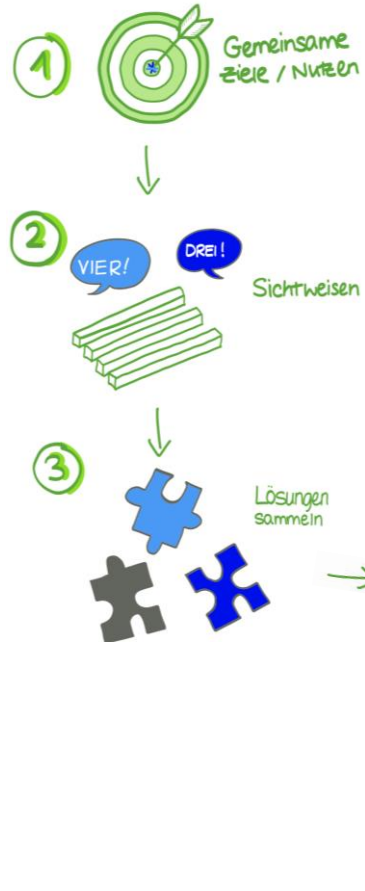 1
Gemeinsame
Ziele / Nutzen
2
VIER!
DREI!
Sichtweisen
3
Lösungen
sammeln